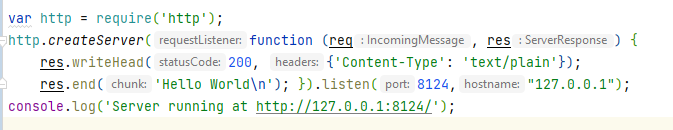 var http = require('http');
http.createServer( requestListener: function (req : IncomingMessage , res : ServerResponse ) {
    res.writeHead( statusCode: 200, headers: {'Content-Type': 'text/plain'});
    res.end( chunk: 'Hello World\n'); }).listen( port: 8124, hostname: "127.0.0.1");
console.log('Server running at http://127.0.0.1:8124/');